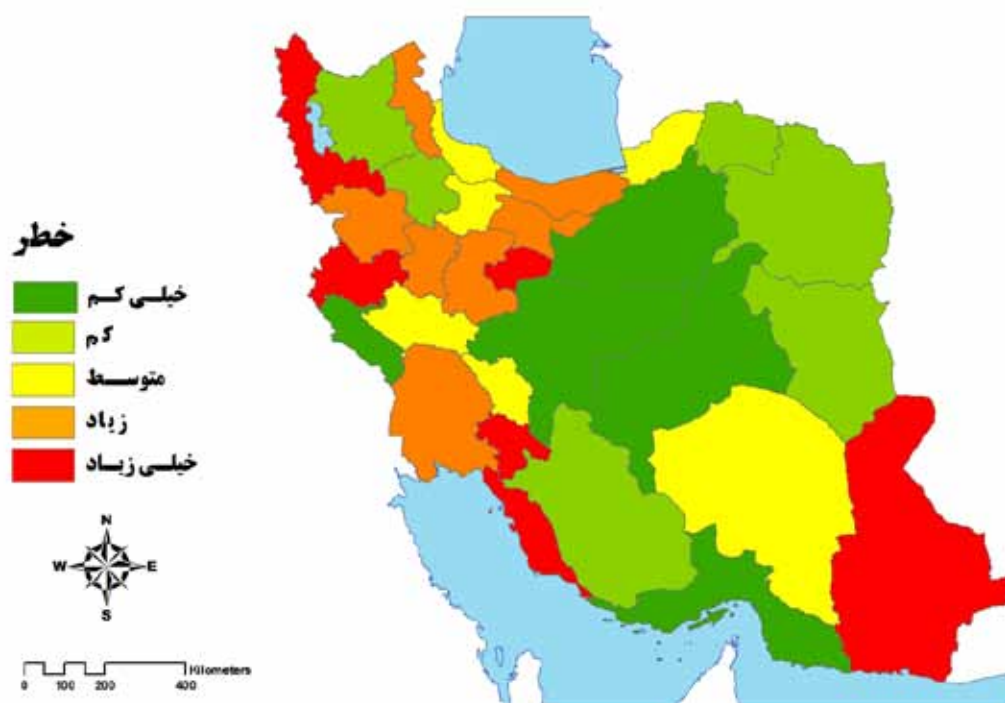 خطر
خیلی کم
کم
متوسط
زیاد
خیلی زیاد
N
W E
S
Kilometers
0 100 200 400